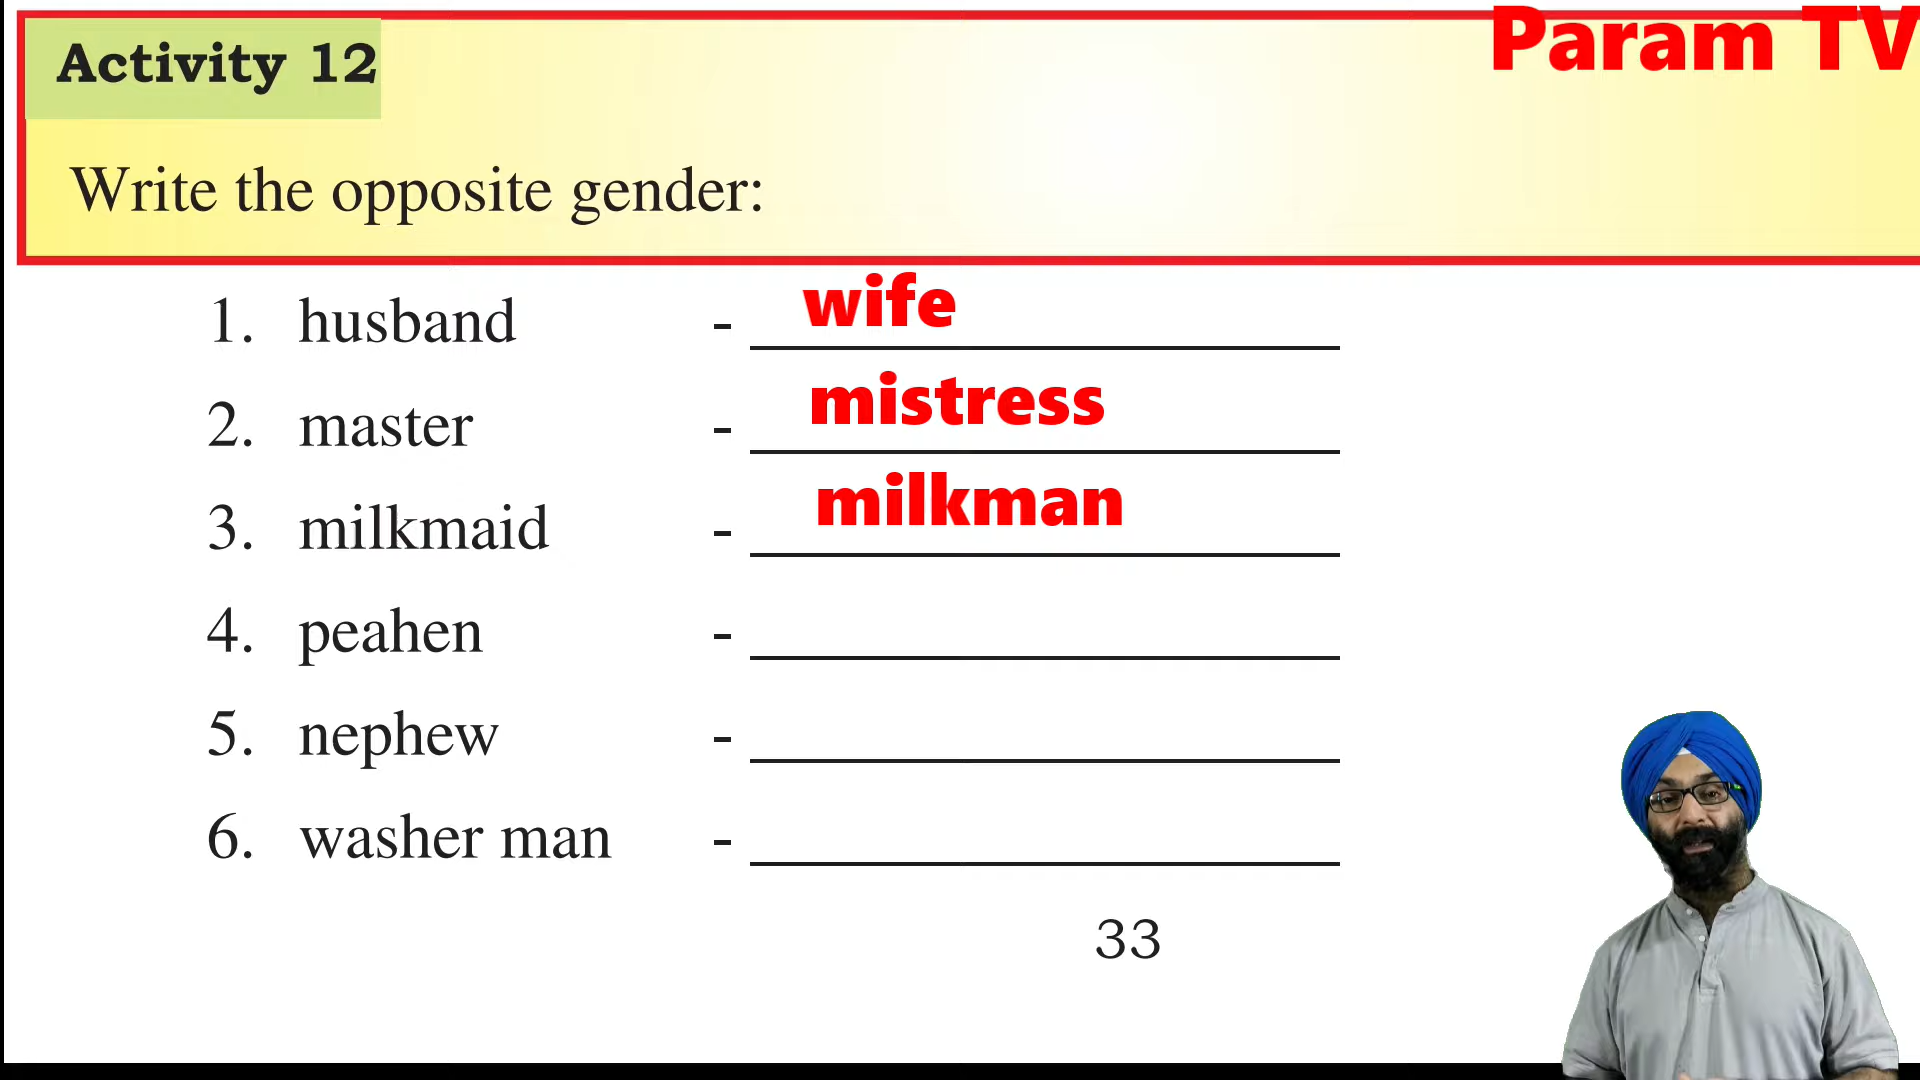 Param TV
Activity 12
Write the opposite gender:
1. husband - wife
2. master - mistress
3. milkmaid - milkman
4. peahen -
5. nephew -
6. washer man -
33